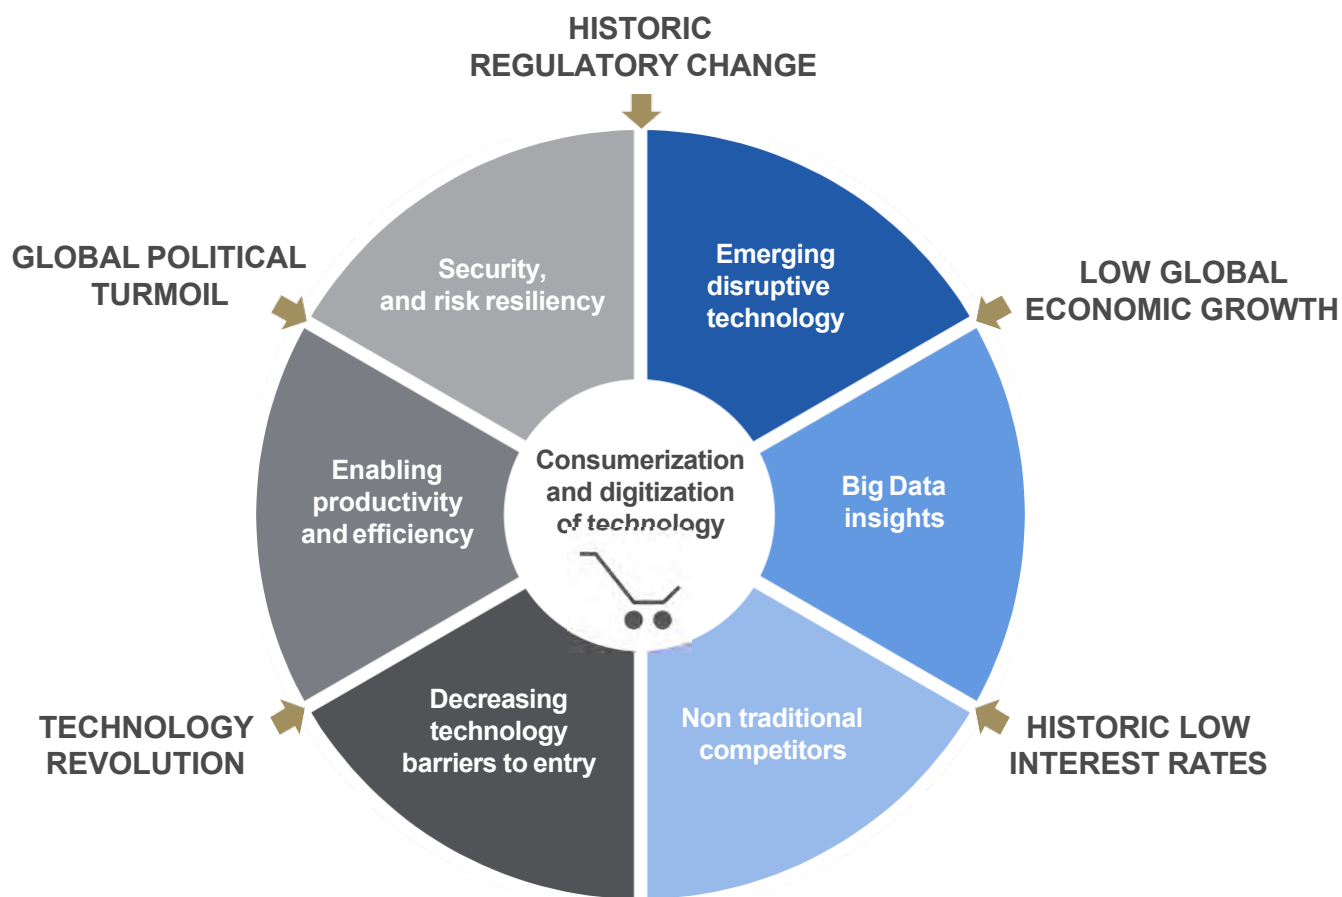 HISTORIC
REGULATORY CHANGE
GLOBAL POLITICAL
TURMOIL
Security,
and risk resiliency
Emerging
disruptive
technology
LOW GLOBAL
ECONOMIC GROWTH
Enabling
productivity
and efficiency
Consumerization
and digitization
of technology
Big Data
insights
TECHNOLOGY
REVOLUTION
Decreasing
technology
barriers to entry
Non traditional
competitors
HISTORIC LOW
INTEREST RATES